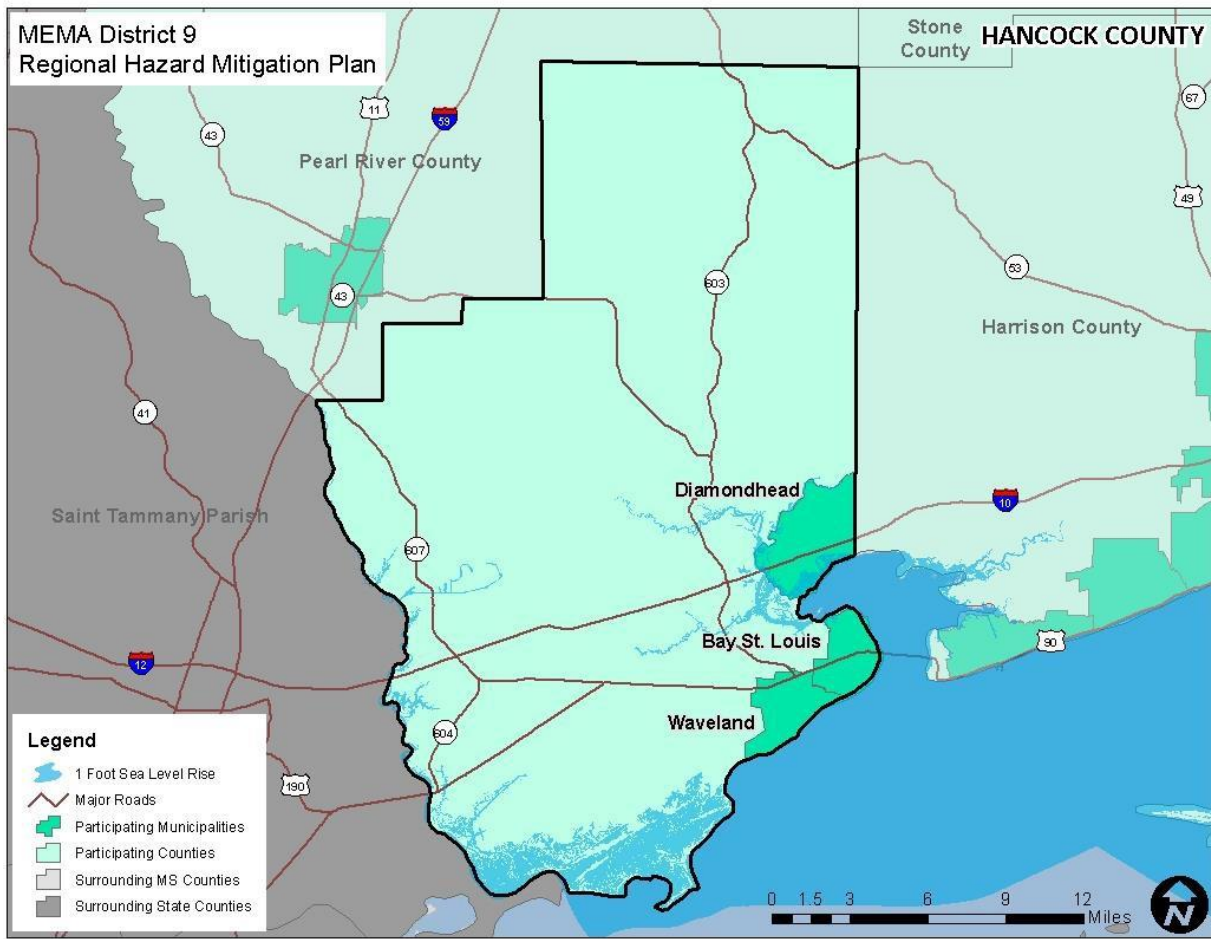 MEMA District 9
Regional Hazard Mitigation Plan
Stone
County
HANCOCK COUNTY
67
11
59
43
Pearl River County
49
53
603
43
Harrison County
41
Diamondhead
10
Saint Tammany Parish
607
Bay St. Louis
90
12
Waveland
604
190
Legend
1 Foot Sea Level Rise
Major Roads
Participating Municipalities
Participating Counties
Surrounding MS Counties
Surrounding State Counties
0 1.5 3 6 9 12
Miles
N